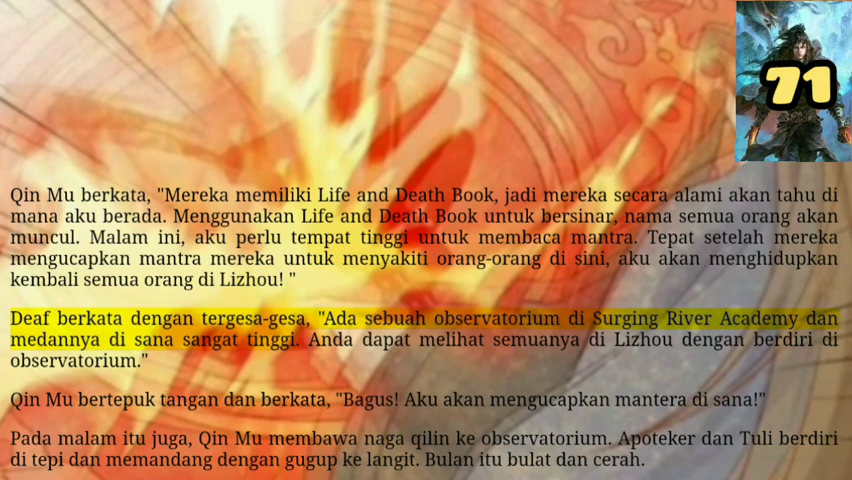 71
Qin Mu berkata, "Mereka memiliki Life and Death Book, jadi mereka secara alami akan tahu di
mana aku berada. Menggunakan Life and Death Book untuk bersinar, nama semua orang akan
muncul. Malam ini, aku perlu tempat tinggi untuk membaca mantra. Tepat setelah mereka
mengucapkan mantra mereka untuk menyakiti orang-orang di sini, aku akan menghidupkan
kembali semua orang di Lizhou! "
Deaf berkata dengan tergesa-gesa, "Ada sebuah observatorium di Surging River Academy dan
medannya di sana sangat tinggi. Anda dapat melihat semuanya di Lizhou dengan berdiri di
observatorium."
Qin Mu bertepuk tangan dan berkata, "Bagus! Aku akan mengucapkan mantera di sana!"
Pada malam itu juga, Qin Mu membawa naga qilin ke observatorium. Apoteker dan Tuli berdiri
di tepi dan memandang dengan gugup ke langit. Bulan itu bulat dan cerah.